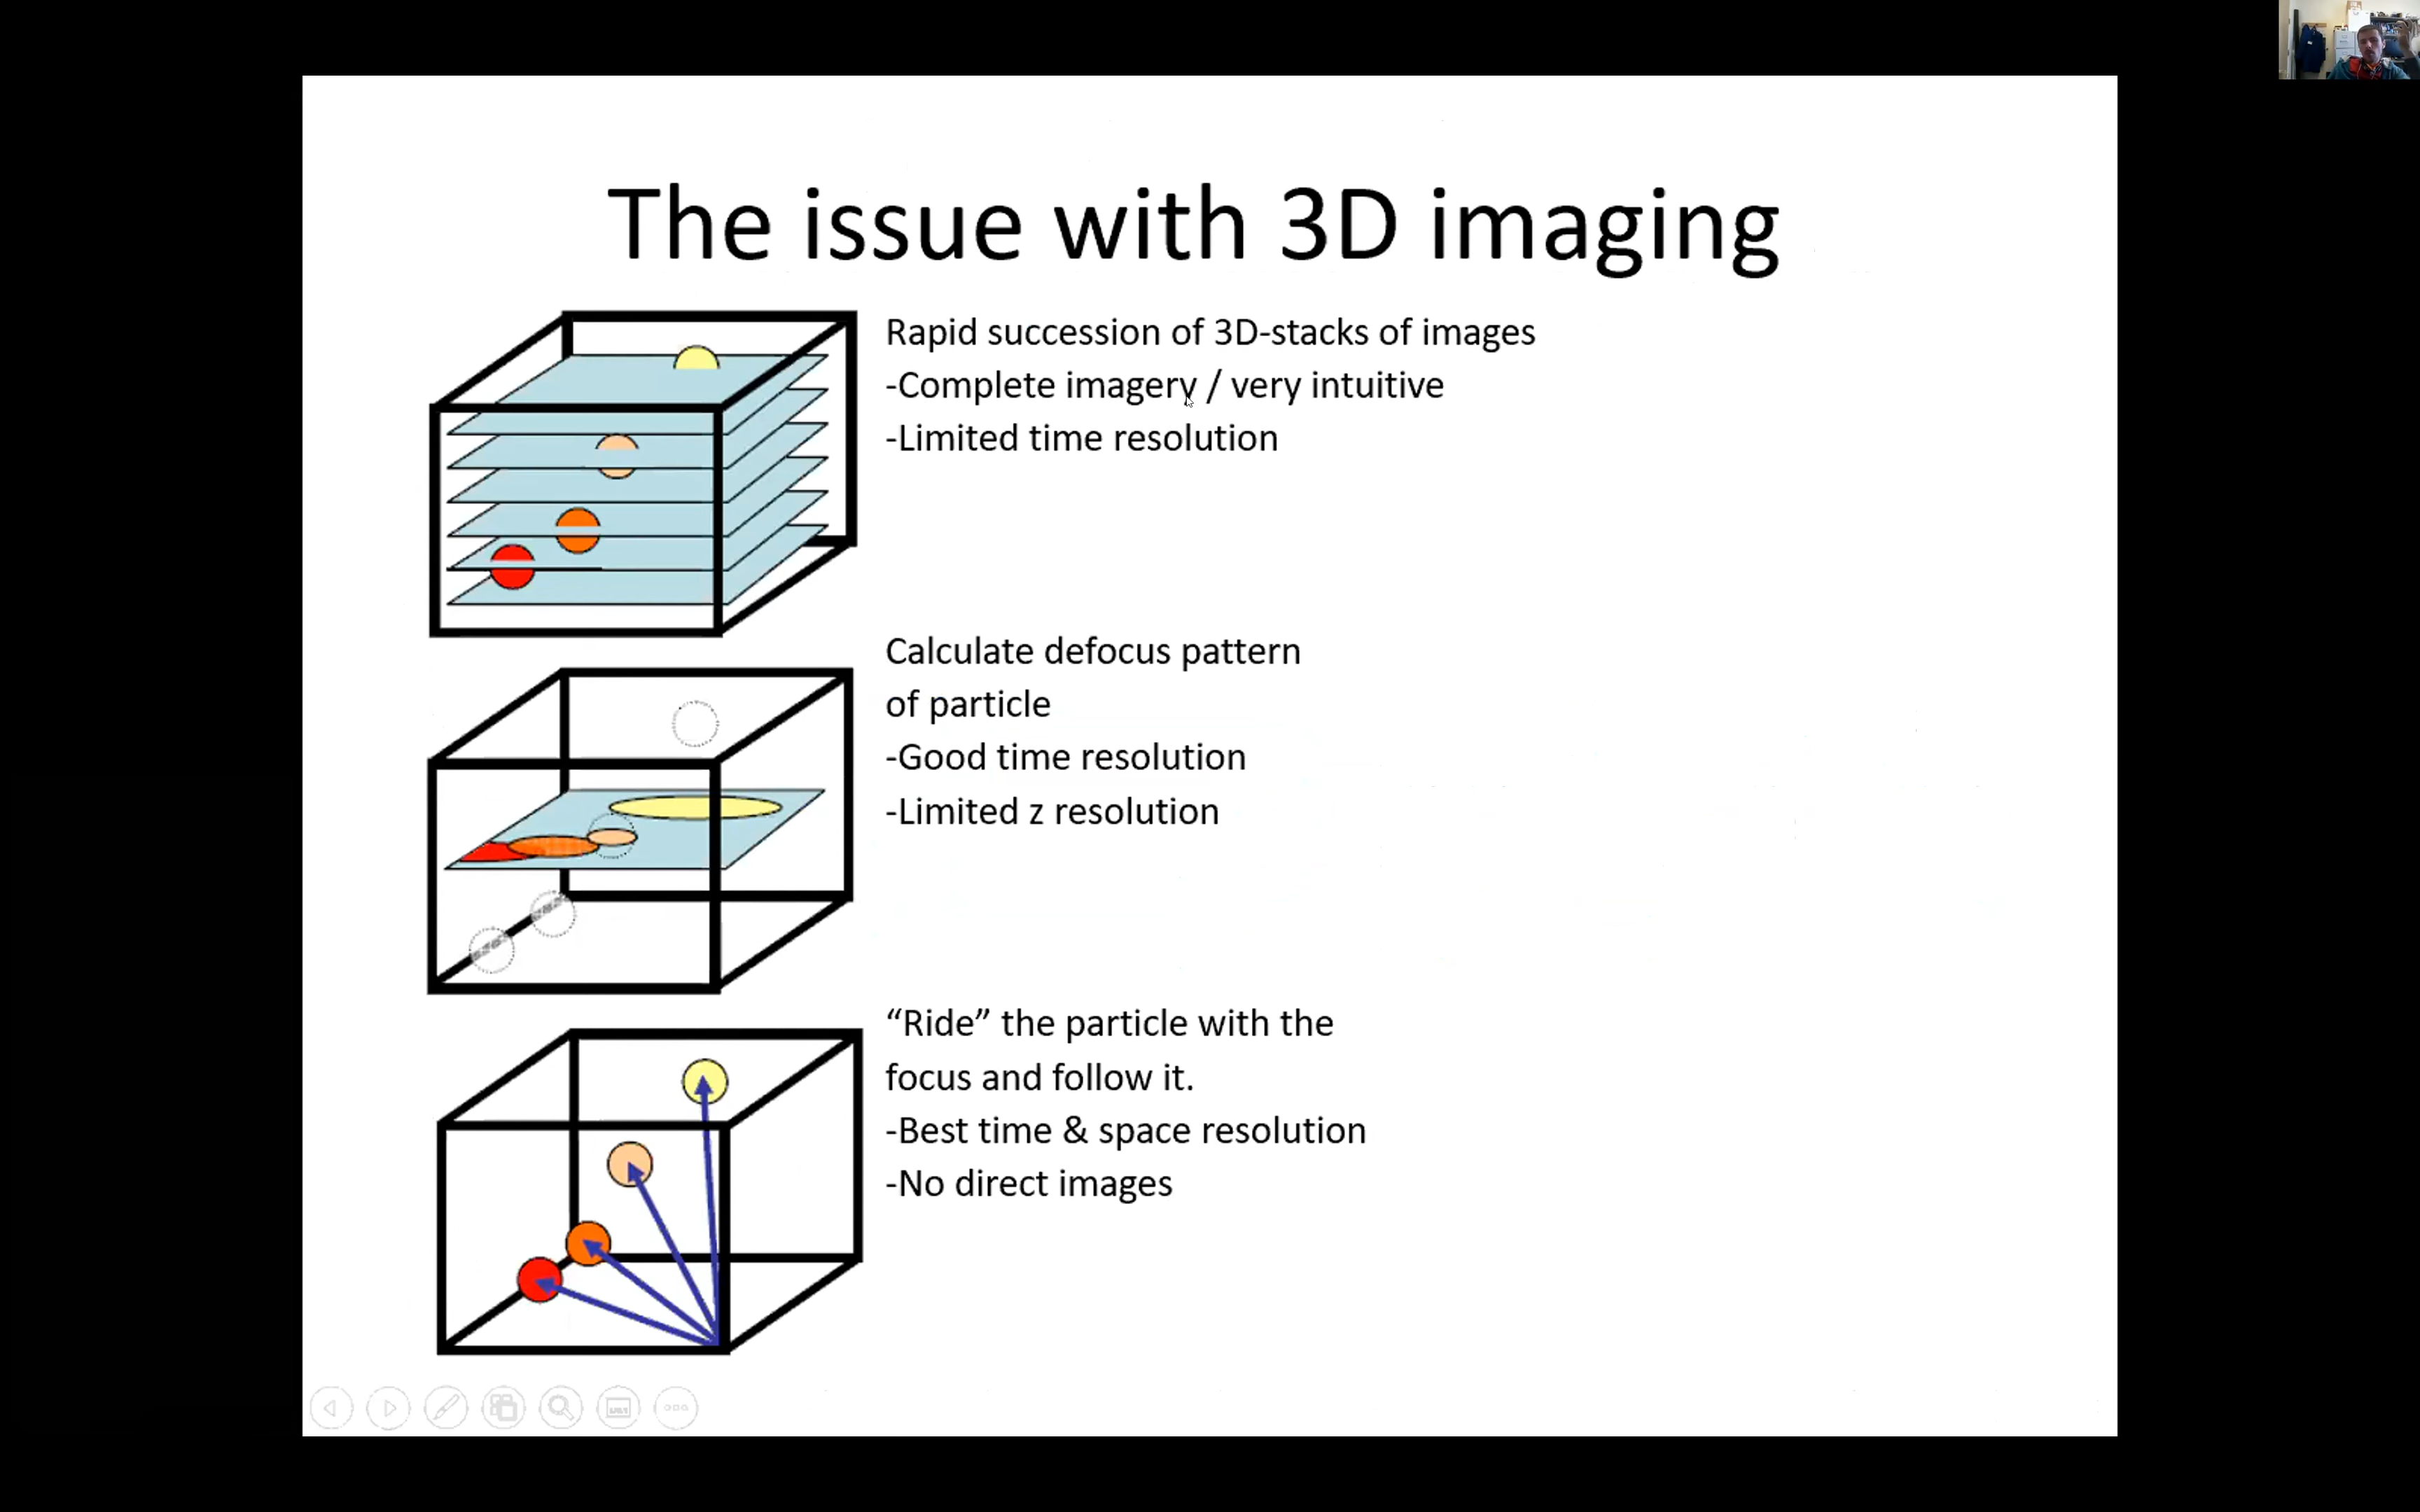 The issue with 3D imaging
Rapid succession of 3D-stacks of images
-Complete imagery / very intuitive
-Limited time resolution
Calculate defocus pattern
of particle
-Good time resolution
-Limited z resolution
“Ride” the particle with the
focus and follow it.
-Best time & space resolution
-No direct images